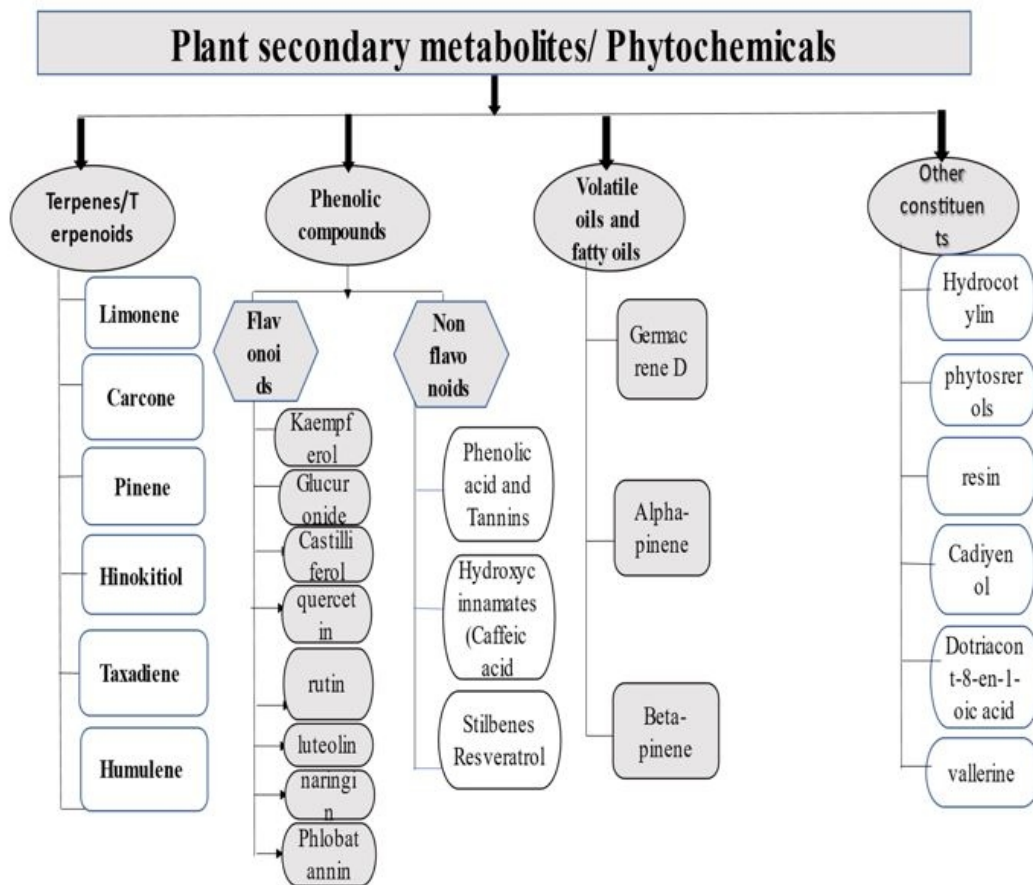 Plant secondary metabolites/ Phytochemicals
Terpenes/T
erpenoids
Limonene
Carcone
Pinene
Hinokitiol
Taxadiene
Humulene
Phenolic
compounds
Flav
onoi
ds
Kaempf
erol
Glucur
onide
Castilli
ferol
quercet
in
rutin
luteolin
naringi
n
Phlobat
annin
Non
flavo
noids
Phenolic
acid and
Tannins
Hydroxyc
innamates
(Caffeic
acid
Stilbenes
Resveratrol
Volatile
oils and
fatty oils
Germac
rene D
Alpha-
pinene
Beta-
pinene
Other
constituen
ts
Hydrocot
ylin
phytosrer
ols
resin
Cadiyen
ol
Dotriacon
t-8-en-1-
oic acid
vallerine